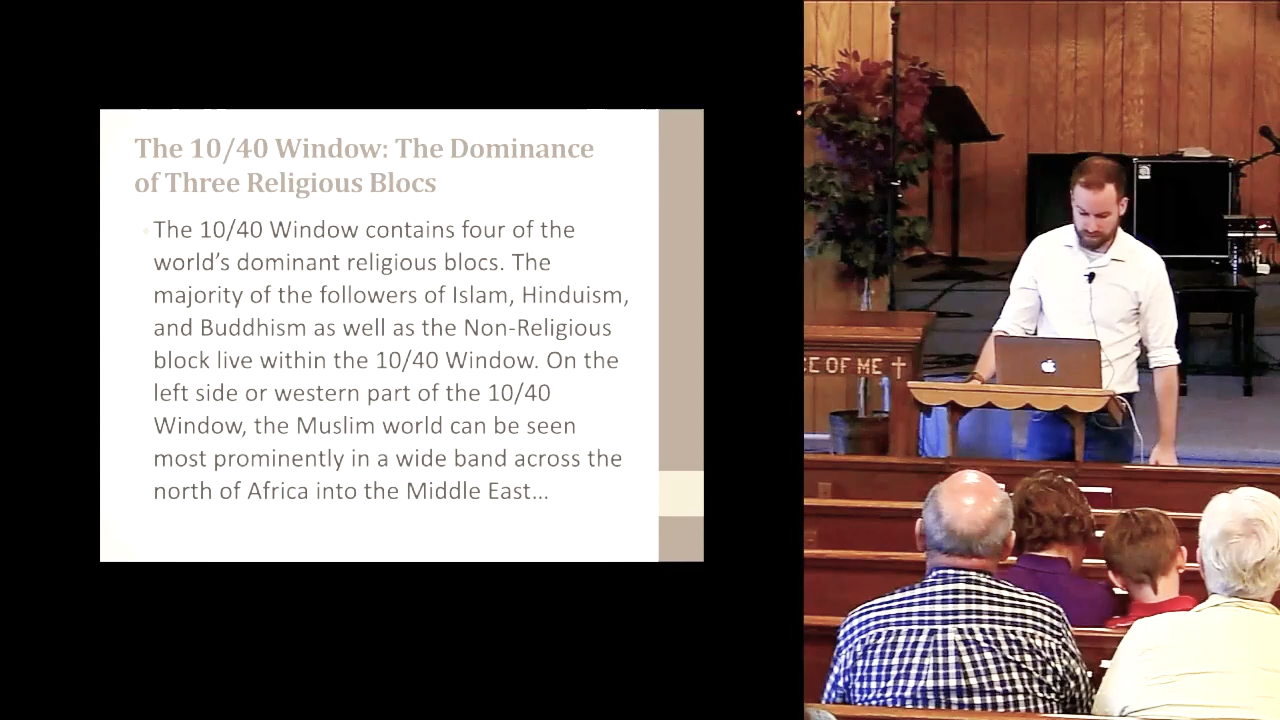 The 10/40 Window: The Dominance
of Three Religious Blocs
The 10/40 Window contains four of the
world’s dominant religious blocs. The
majority of the followers of Islam, Hinduism,
and Buddhism as well as the Non-Religious
block live within the 10/40 Window. On the
left side or western part of the 10/40
Window, the Muslim world can be seen
most prominently in a wide band across the
north of Africa into the Middle East…
CE OF ME